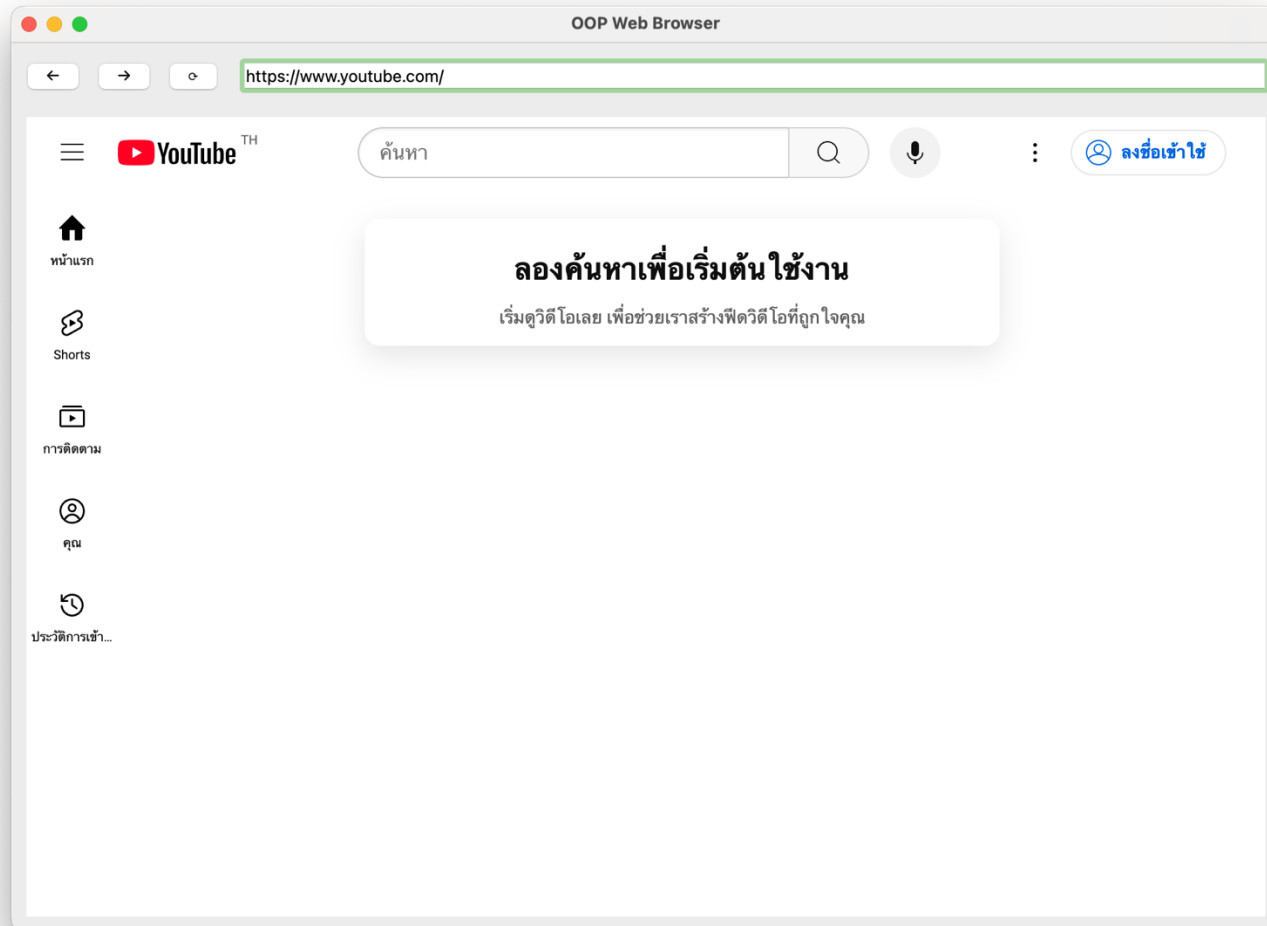 OOP Web Browser
https://www.youtube.com/
YouTube TH
ค้นหา
ลงชื่อเข้าใช้
หน้าแรก
Shorts
การติดตาม
คุณ
ประวัติการเข้า...
ลองค้นหาเพื่อเริ่มต้นใช้งาน
เริ่มดูวิดีโอเลย เพื่อช่วยเราสร้างฟีดวิดีโอที่ถูกใจคุณ